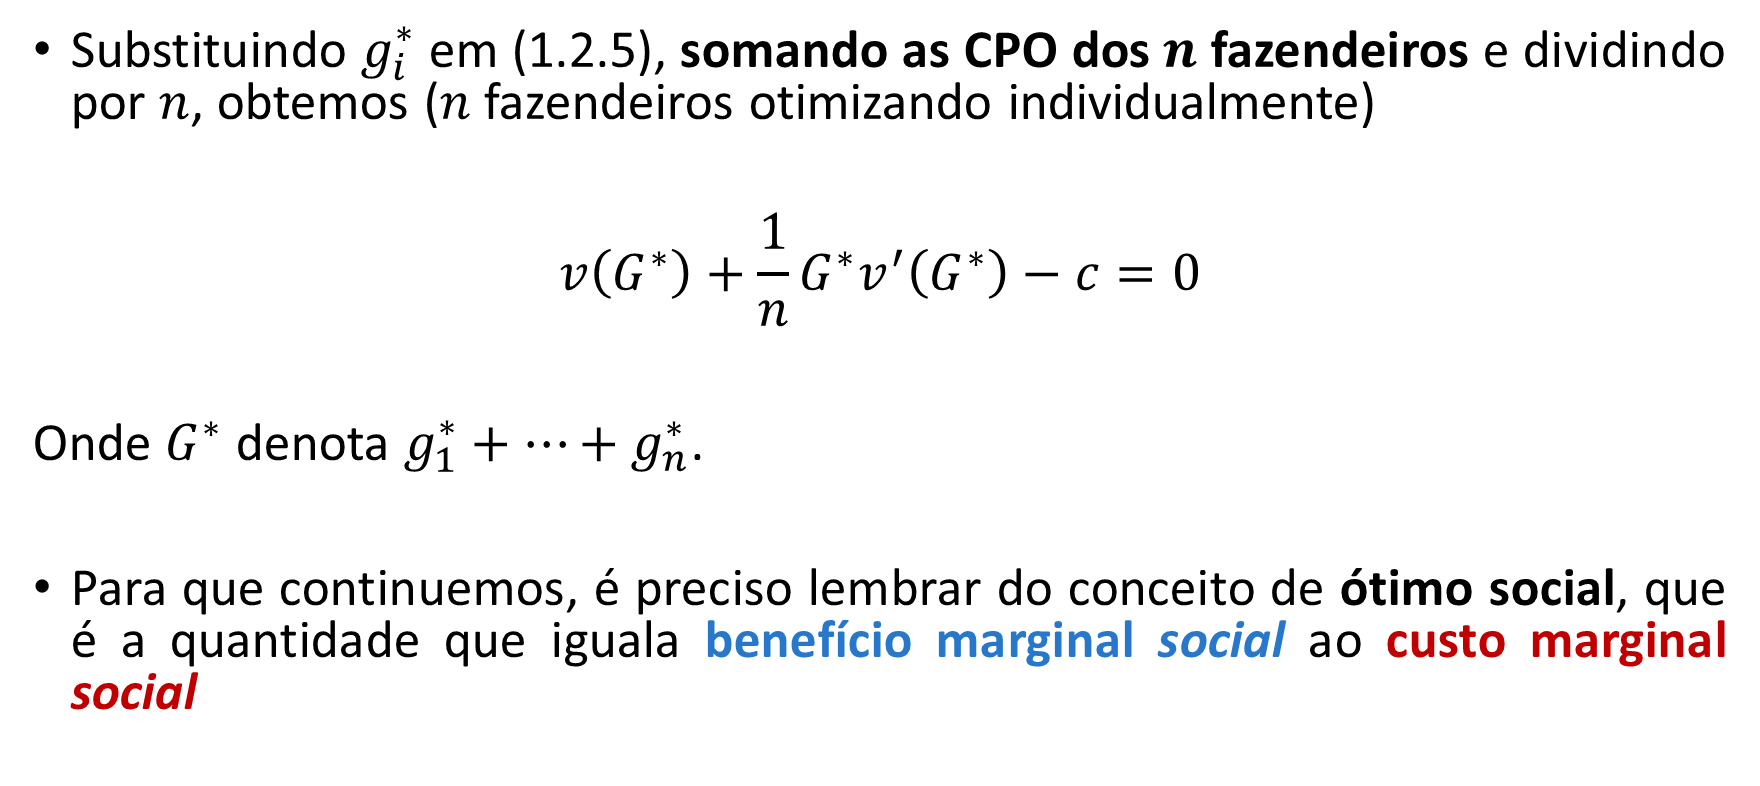 • Substituindo $g_i^*$ em (1.2.5), somando as CPO dos $n$ fazendeiros e dividindo
por $n$, obtemos ($n$ fazendeiros otimizando individualmente)
$v(G^*) + \frac{1}{n} G^* v'(G^*) - c = 0$
Onde $G^*$ denota $g_1^* + \cdots + g_n^*$.
• Para que continuemos, é preciso lembrar do conceito de ótimo social, que
é a quantidade que iguala benefício marginal social ao custo marginal
social